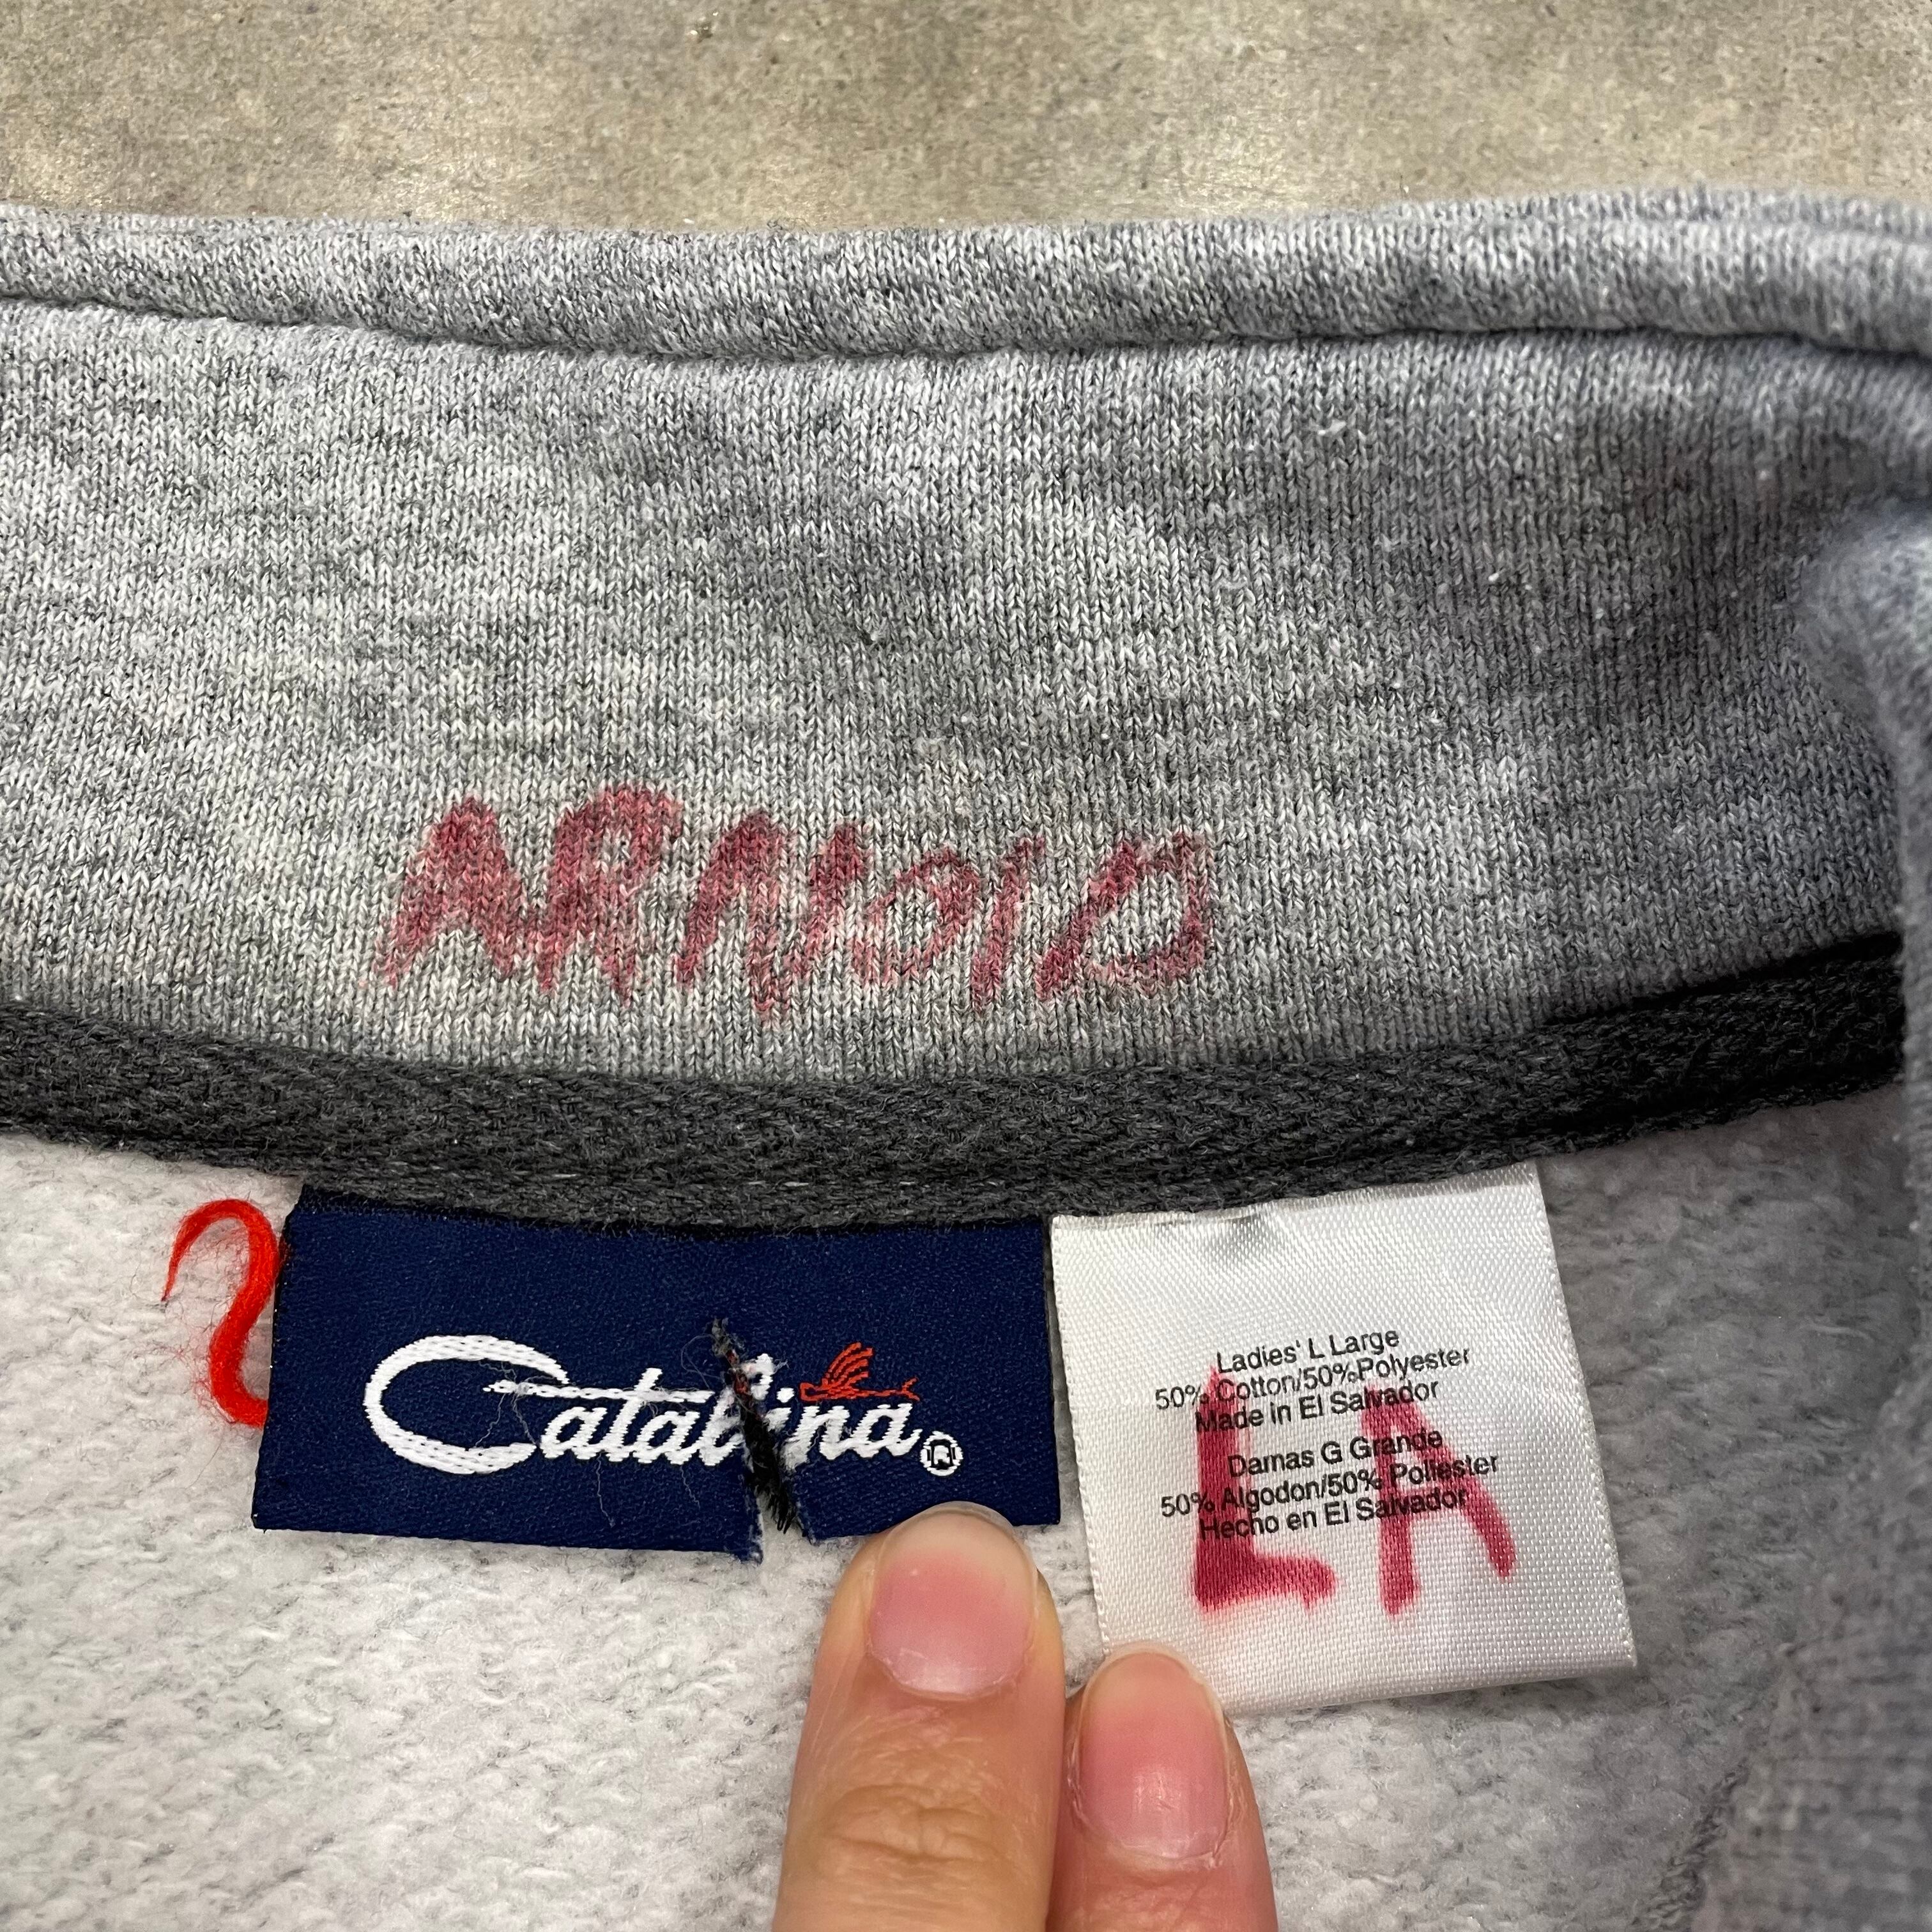 ARNOlD
Catalina®
Ladies' L Large
50% Cotton/50%Polyester
Made in El Salvador
Damas G Grande
50% Algodon/50% Poliester
Hecho en El Salvador
LA